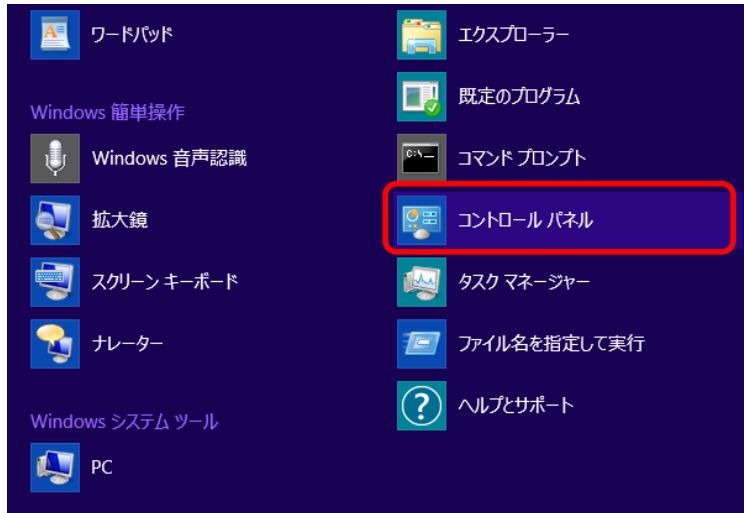 ワードパッド
Windows 簡単操作
Windows 音声認識
拡大鏡
スクリーン キーボード
ナレーター
Windows システム ツール
PC
エクスプローラー
既定のプログラム
C:\_
コマンド プロンプト
コントロール パネル
タスク マネージャー
ファイル名を指定して実行
ヘルプとサポート